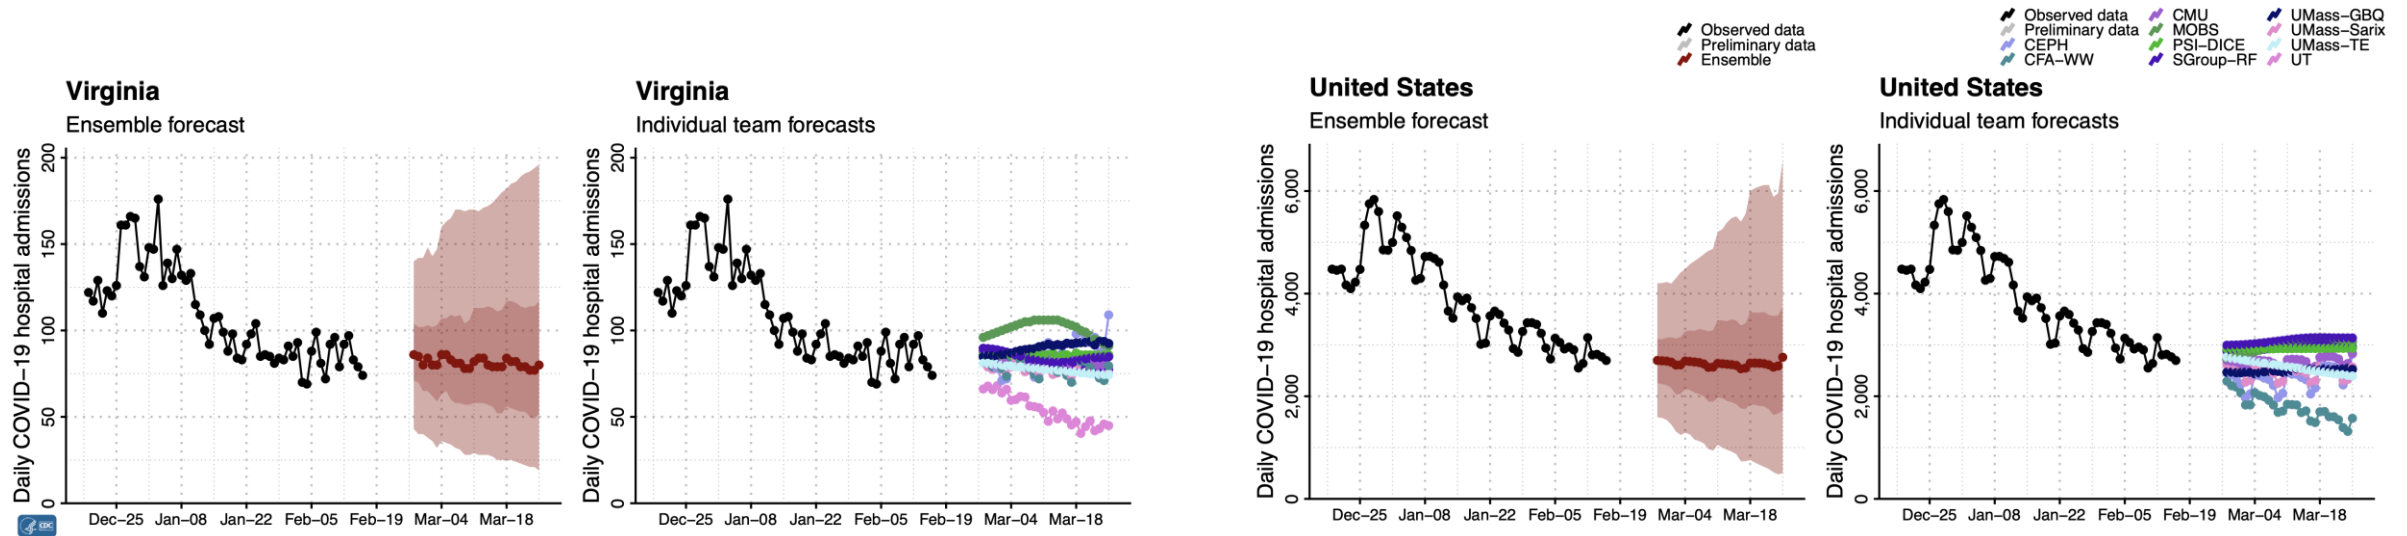 Observed data
Preliminary data
Ensemble
Observed data
Preliminary data
CEPH
CFA−WW
CMU
MOBS
PSI−DICE
SGroup−RF
UMass−GBQ
UMass−Sarix
UMass−TE
UT
Virginia
Ensemble forecast
Daily COVID−19 hospital admissions
200
150
100
50
0
Dec−25 Jan−08 Jan−22 Feb−05 Feb−19 Mar−04 Mar−18
CDC
Virginia
Individual team forecasts
Daily COVID−19 hospital admissions
200
150
100
50
0
Dec−25 Jan−08 Jan−22 Feb−05 Feb−19 Mar−04 Mar−18
United States
Ensemble forecast
Daily COVID−19 hospital admissions
6,000
4,000
2,000
0
Dec−25 Jan−08 Jan−22 Feb−05 Feb−19 Mar−04 Mar−18
United States
Individual team forecasts
Daily COVID−19 hospital admissions
6,000
4,000
2,000
0
Dec−25 Jan−08 Jan−22 Feb−05 Feb−19 Mar−04 Mar−18